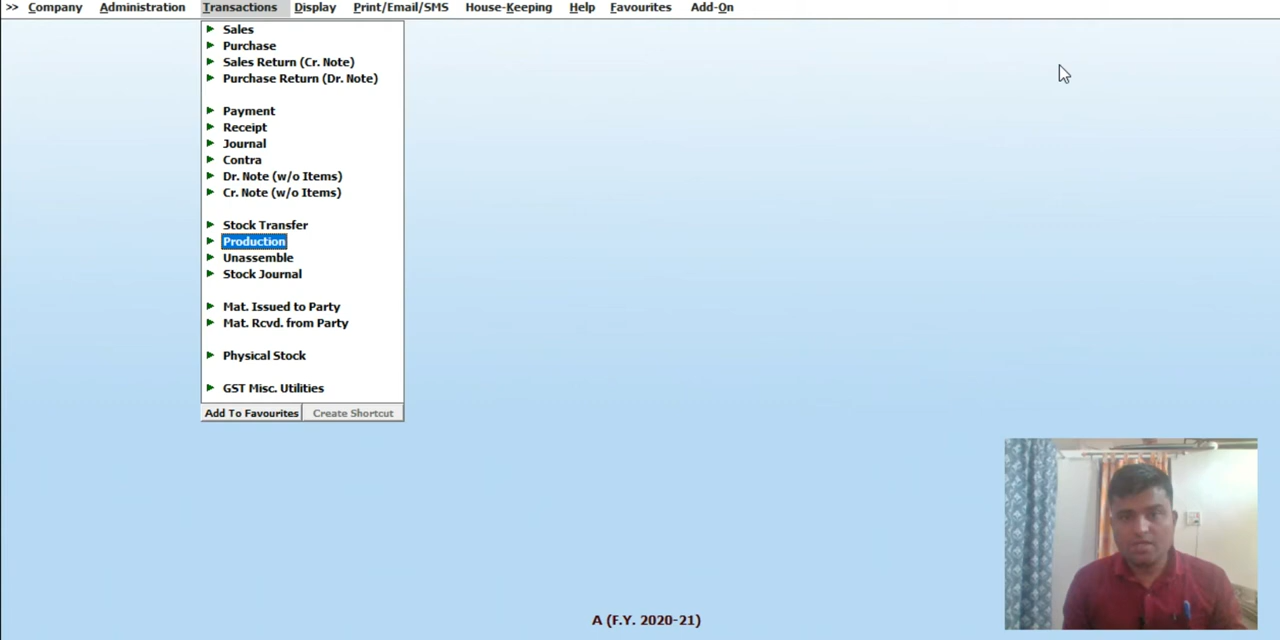 >> Company Administration Transactions Display Print/Email/SMS House-Keeping Help Favourites Add-On
Sales
Purchase
Sales Return (Cr. Note)
Purchase Return (Dr. Note)
Payment
Receipt
Journal
Contra
Dr. Note (w/o Items)
Cr. Note (w/o Items)
Stock Transfer
Production
Unassemble
Stock Journal
Mat. Issued to Party
Mat. Rcvd. from Party
Physical Stock
GST Misc. Utilities
Add To Favourites Create Shortcut
A (F.Y. 2020-21)